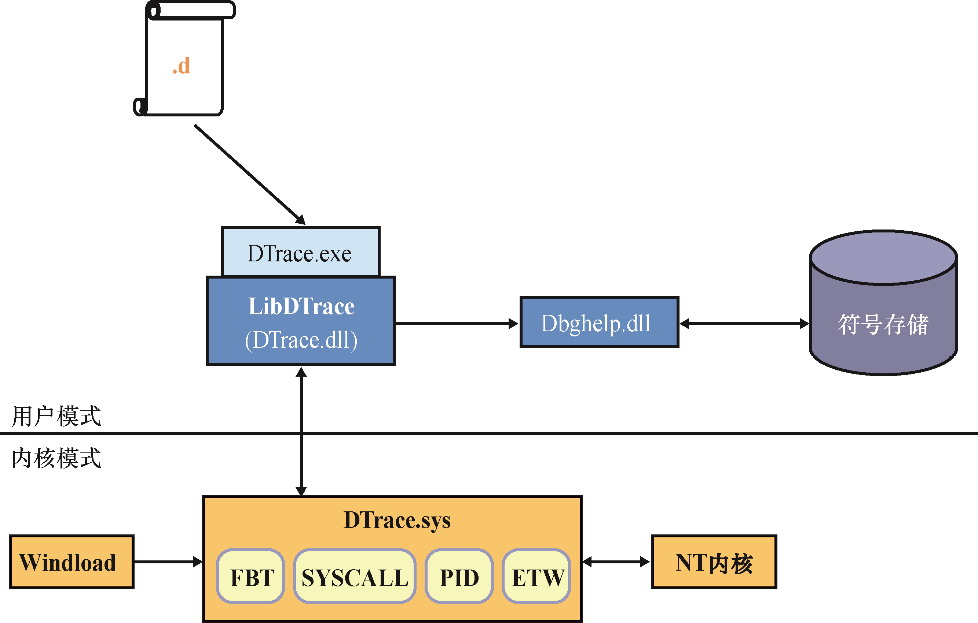 .d
DTrace.exe
LibDTrace
(DTrace.dll)
Dbghelp.dll
符号存储
用户模式
内核模式
DTrace.sys
Windload
FBT
SYSCALL
PID
ETW
NT内核